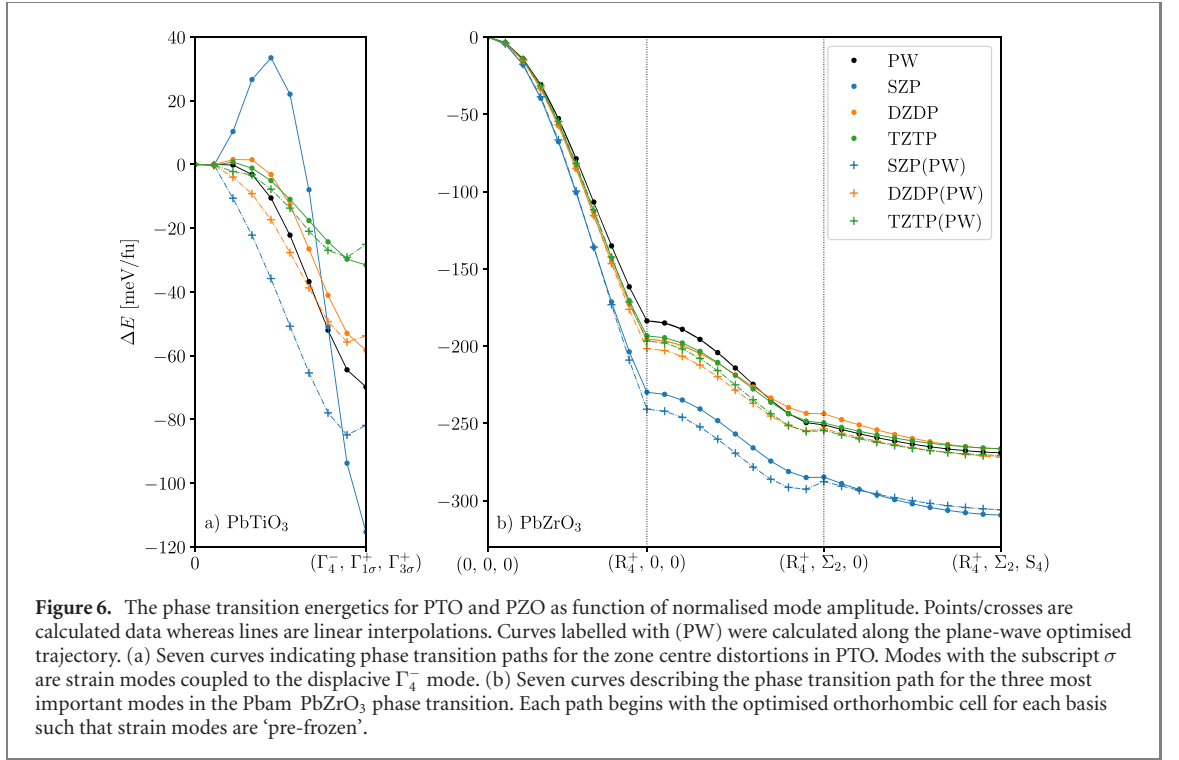 40
20
0
−20
−40
−60
−80
−100
−120
ΔE [meV/fu]
a) PbTiO₃
0
(Γ₄⁻, Γ₁σ⁺, Γ₃σ⁺)
0
−50
−100
−150
−200
−250
−300
b) PbZrO₃
(0, 0, 0)
(R₄⁺ 0, 0)
(R₄⁺, Σ₂, 0)
(R₄⁺, Σ₂, S₄)
PW
SZP
DZDP
TZTP
SZP(PW)
DZDP(PW)
TZTP(PW)
Figure 6. The phase transition energetics for PTO and PZO as function of normalised mode amplitude. Points/crosses are
calculated data whereas lines are linear interpolations. Curves labelled with (PW) were calculated along the plane-wave optimised
trajectory. (a) Seven curves indicating phase transition paths for the zone centre distortions in PTO. Modes with the subscript σ
are strain modes coupled to the displacive Γ₄⁻ mode. (b) Seven curves describing the phase transition path for the three most
important modes in the Pbam PbZrO₃ phase transition. Each path begins with the optimised orthorhombic cell for each basis
such that strain modes are ‘pre-frozen’.